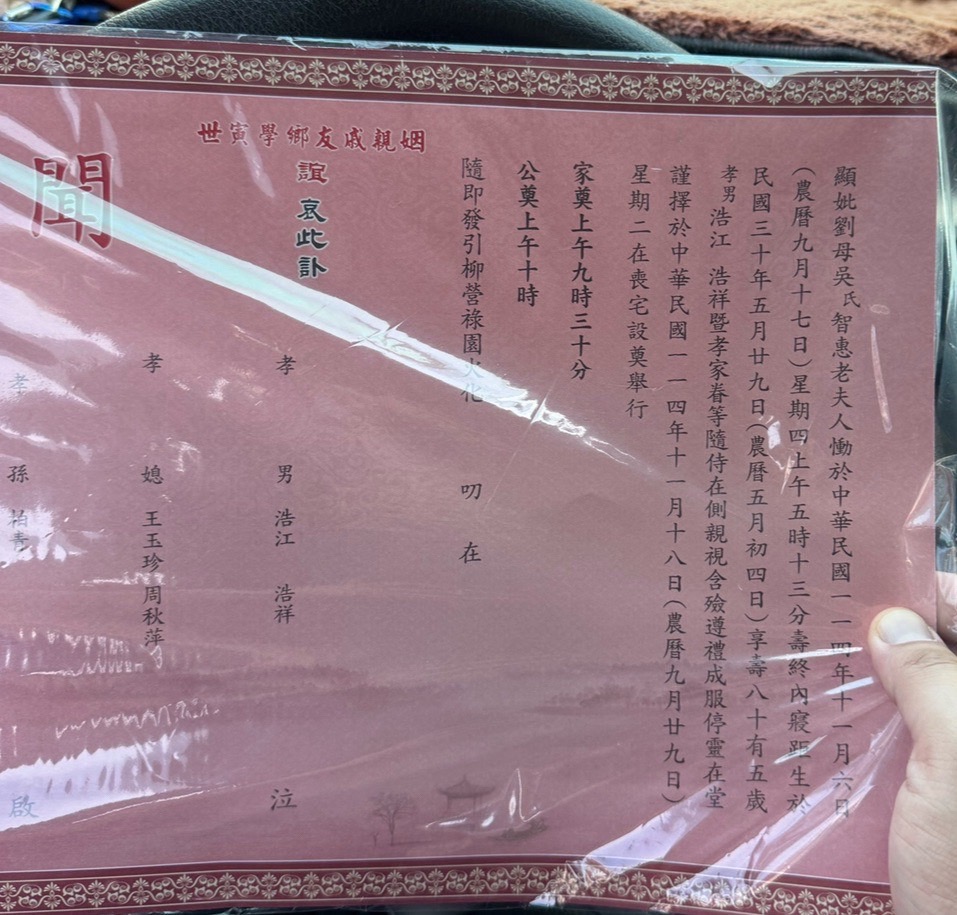 顯妣劉母吳氏智惠老夫人慟於中華民國一一四年十一月六日
(農曆九月十七日)星期四上午五時十三分壽終內寢距生於
民國三十年五月廿九日(農曆五月初四日)享壽八十有五歲
孝男浩江 浩祥暨孝家眷等隨侍在側親視含殮遵禮成服停靈在堂
謹擇於中華民國一一四年十一月十八日(農曆九月廿九日)
星期二在喪宅設奠舉行
家奠上午九時三十分
公奠上午十時
隨即發引柳營祿園火化 叨在
姻親戚友鄉學寅世
誼 哀此訃
聞
孝 男 浩江 浩祥 泣
孝 媳 王玉珍 周秋萍
孝 孫 柏青 啟